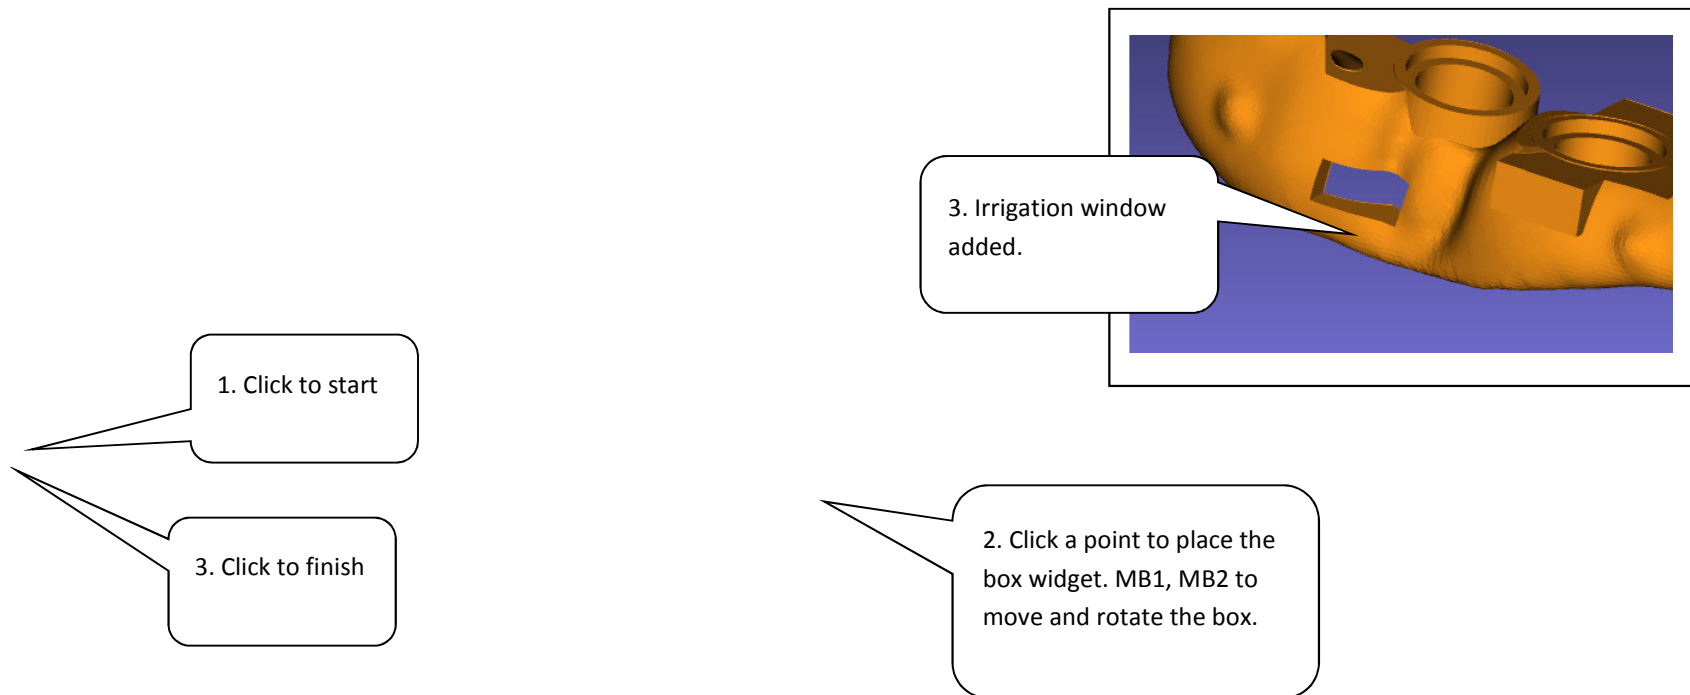 3. Irrigation window
added.
1. Click to start
3. Click to finish
2. Click a point to place the
box widget. MB1, MB2 to
move and rotate the box.